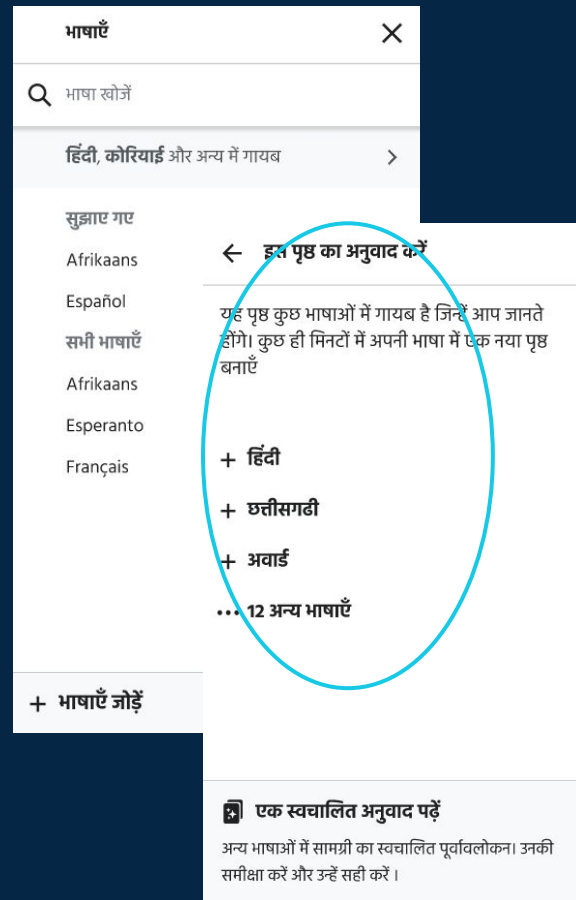 भाषाएँ
भाषा खोजें
हिंदी, कोरियाई और अन्य में गायब
सुझाए गए
Afrikaans
Español
सभी भाषाएँ
Afrikaans
Esperanto
Français
भाषाएँ जोड़ें
इस पृष्ठ का अनुवाद करें
यह पृष्ठ कुछ भाषाओं में गायब है जिन्हें आप जानते
होंगे। कुछ ही मिनटों में अपनी भाषा में एक नया पृष्ठ
बनाएँ
हिंदी
छत्तीसगढी
अवार्ड
12 अन्य भाषाएँ
एक स्वचालित अनुवाद पढ़ें
अन्य भाषाओं में सामग्री का स्वचालित पूर्वावलोकन। उनकी
समीक्षा करें और उन्हें सही करें ।